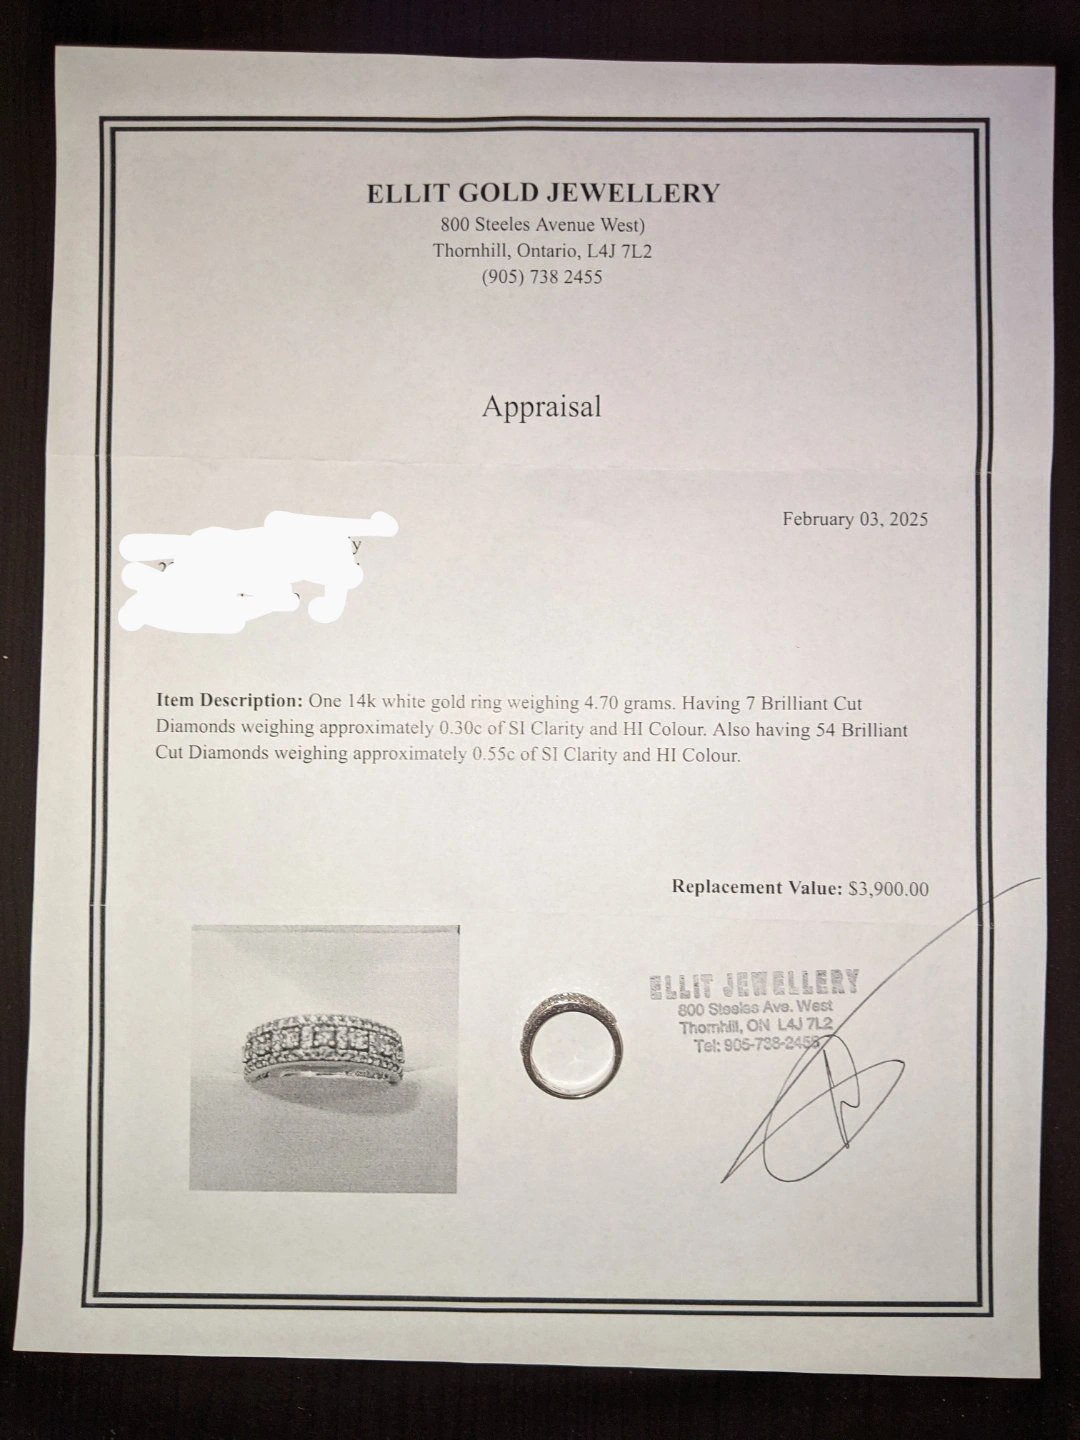 ELLIT GOLD JEWELLERY
800 Steeles Avenue West)
Thornhill, Ontario, L4J 7L2
(905) 738 2455
Appraisal
February 03, 2025
y
Item Description: One 14k white gold ring weighing 4.70 grams. Having 7 Brilliant Cut
Diamonds weighing approximately 0.30c of SI Clarity and HI Colour. Also having 54 Brilliant
Cut Diamonds weighing approximately 0.55c of SI Clarity and HI Colour.
Replacement Value: $3,900.00
ELLIT JEWELLERY
800 Steeles Ave. West
Thornhill, ON L4J 7L2
Tel: 905-738-2455